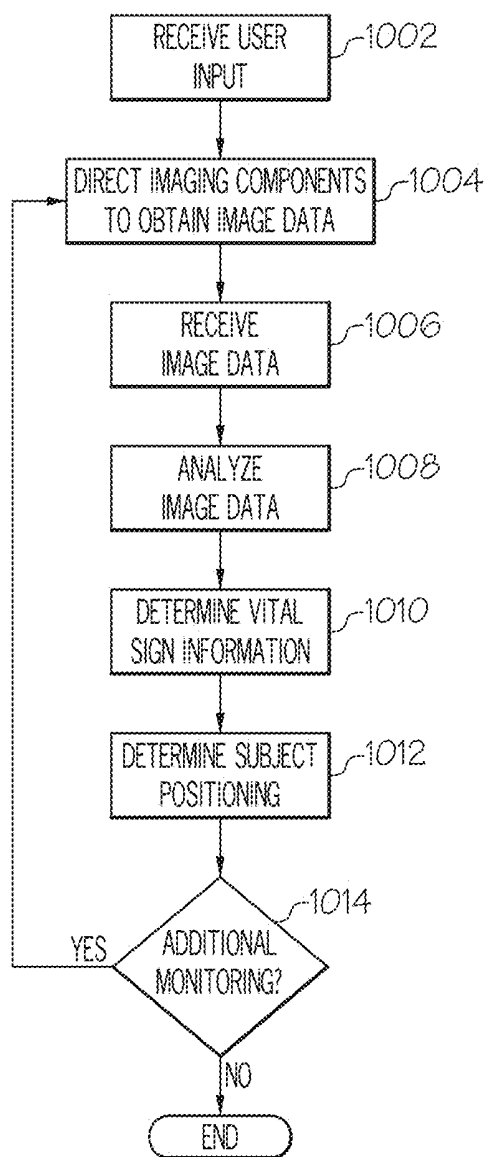 RECEIVE USER
INPUT
1002
DIRECT IMAGING COMPONENTS
TO OBTAIN IMAGE DATA
1004
RECEIVE
IMAGE DATA
1006
ANALYZE
IMAGE DATA
1008
DETERMINE VITAL
SIGN INFORMATION
1010
DETERMINE SUBJECT
POSITIONING
1012
1014
ADDITIONAL
MONITORING?
YES
NO
END